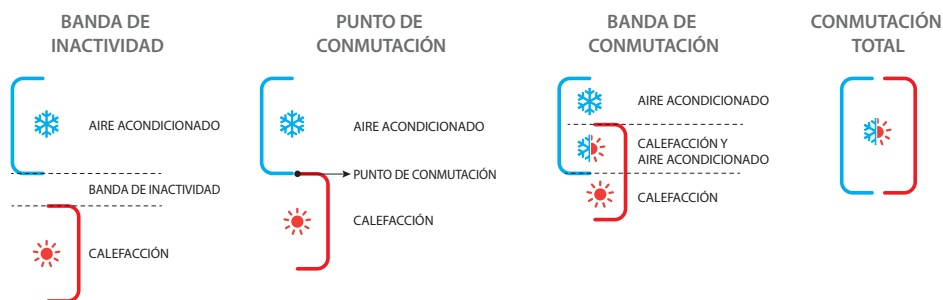 BANDA DE
INACTIVIDAD
AIRE ACONDICIONADO
BANDA DE INACTIVIDAD
CALEFACCIÓN
PUNTO DE
CONMUTACIÓN
AIRE ACONDICIONADO
PUNTO DE CONMUTACIÓN
CALEFACCIÓN
BANDA DE
CONMUTACIÓN
AIRE ACONDICIONADO
CALEFACCIÓN Y
AIRE ACONDICIONADO
CALEFACCIÓN
CONMUTACIÓN
TOTAL